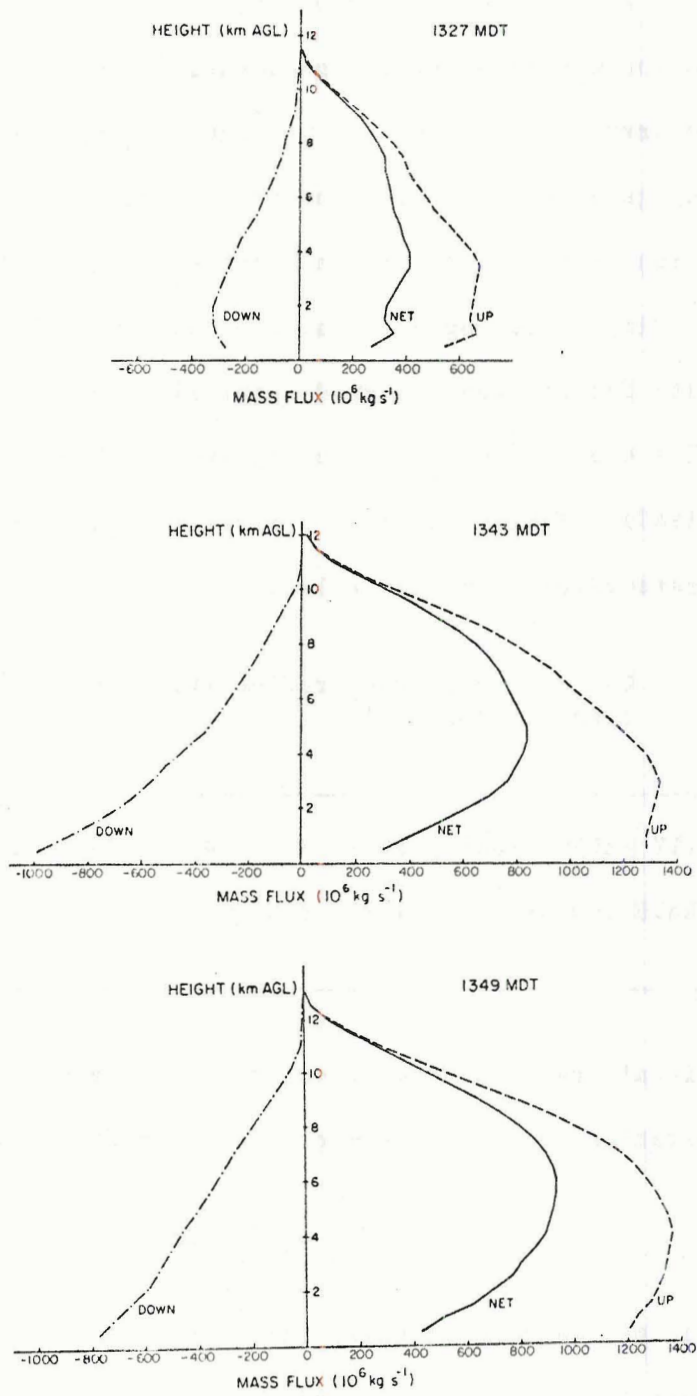 HEIGHT (km AGL) 12 1327 MDT
10
8
6
4
2
DOWN NET UP
-600 -400 -200 0 200 400 600
MASS FLUX (10⁶ kg s⁻¹)
HEIGHT (km AGL) 12 1343 MDT
10
8
6
4
2
DOWN NET UP
-1000 -800 -600 -400 -200 0 200 400 600 800 1000 1200 1400
MASS FLUX (10⁶ kg s⁻¹)
HEIGHT (km AGL) 1349 MDT
12
10
8
6
4
2
DOWN NET UP
-1000 -800 -600 -400 -200 0 200 400 600 800 1000 1200 1400
MASS FLUX (10⁶ kg s⁻¹)